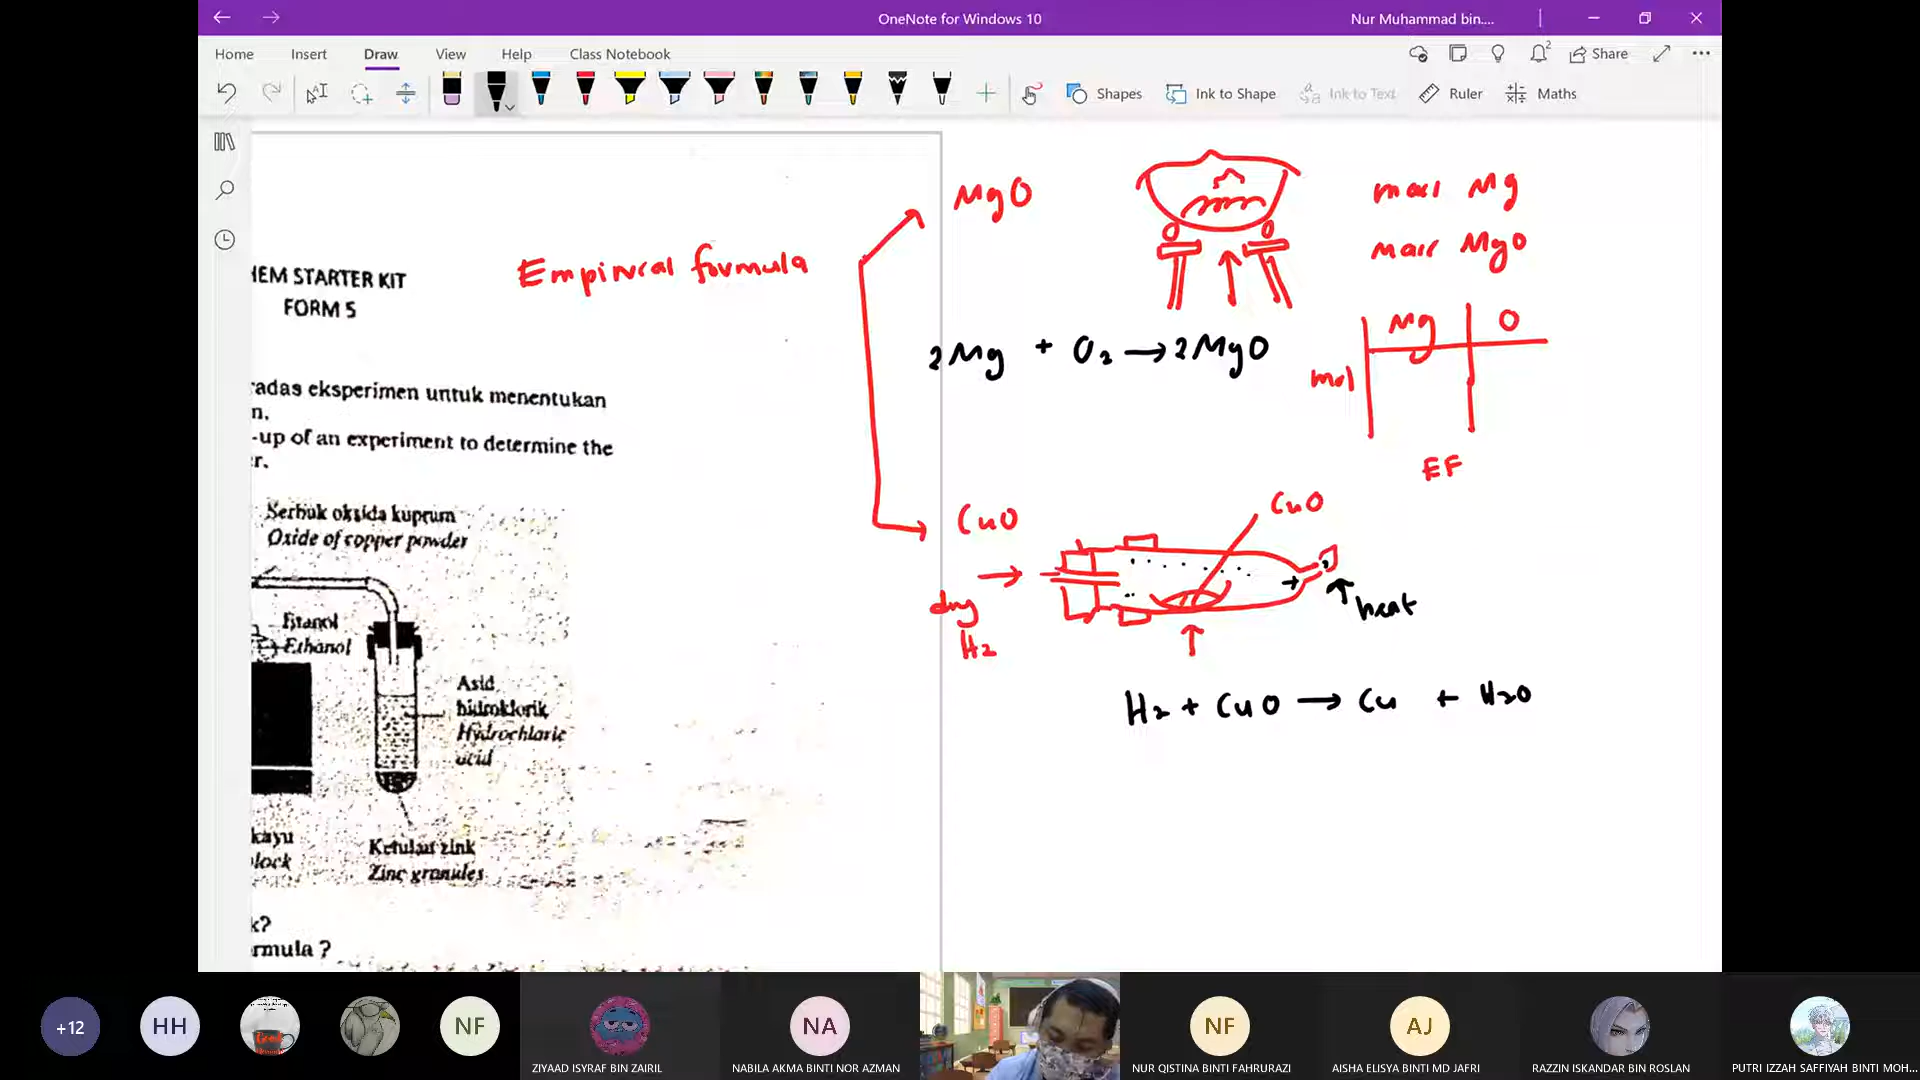 OneNote for Windows 10
Nur Muhammad bin....
Home Insert Draw View Help Class Notebook
2
Share
Shapes Ink to Shape Ink to Text Ruler Maths
HEM STARTER KIT
FORM 5
radas eksperimen untuk menentukan
n.
-up of an experiment to determine the
r.
Serbuk oksida kuprum
Oxide of copper powder
Etanol
Ethanol
Asid
hidroklorik
Hydrochloric
acid
kayu
lock
Ketulan zink
Zinc granules
k?
rmula ?
Empirical formula
MgO
mass Mg
mass MgO
2Mg + O2 → 2MgO
Mg O
mol
EF
CuO
CuO
dry
H2
heat
H2 + CuO → Cu + H2O
+12
HH
NF
ZIYAAD ISYRAF BIN ZAIRIL
NA
NABILA AKMA BINTI NOR AZMAN
NF
NUR QISTINA BINTI FAHRURAZI
AJ
AISHA ELISYA BINTI MD JAFRI
RAZZIN ISKANDAR BIN ROSLAN
PUTRI IZZAH SAFFIYAH BINTI MOH...